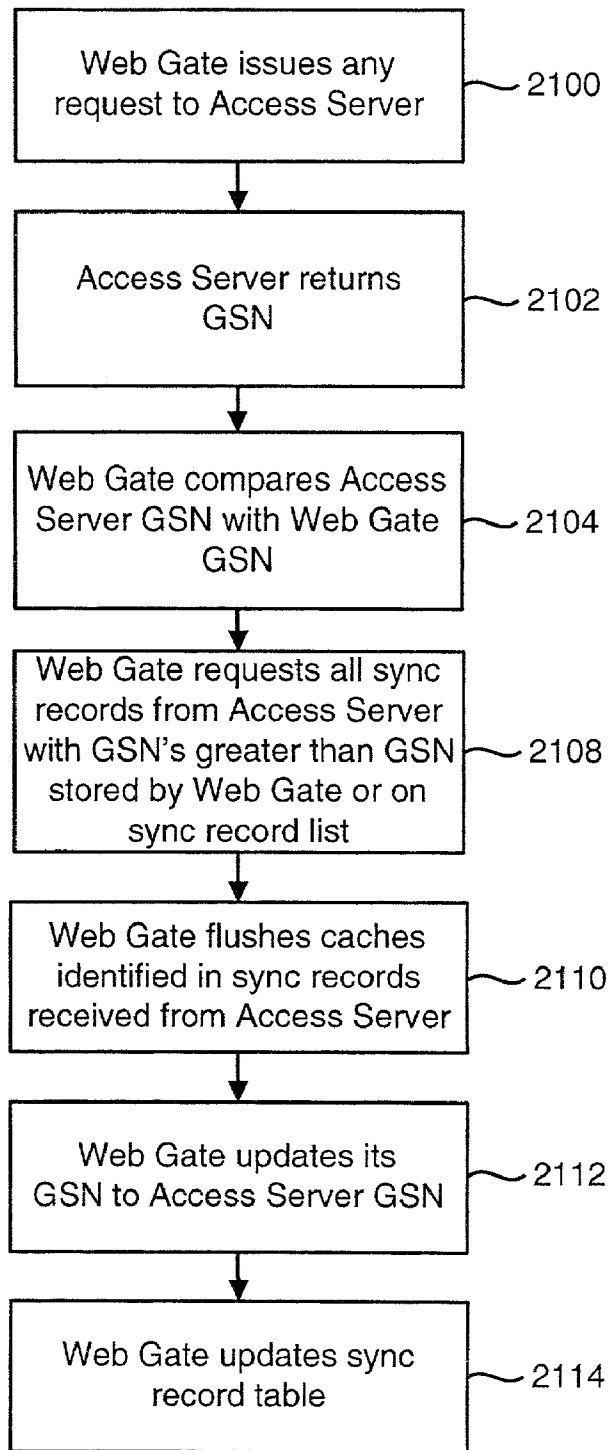 Web Gate issues any
request to Access Server
2100
Access Server returns
GSN
2102
Web Gate compares Access
Server GSN with Web Gate
GSN
2104
Web Gate requests all sync
records from Access Server
with GSN's greater than GSN
stored by Web Gate or on
sync record list
2108
Web Gate flushes caches
identified in sync records
received from Access Server
2110
Web Gate updates its
GSN to Access Server GSN
2112
Web Gate updates sync
record table
2114